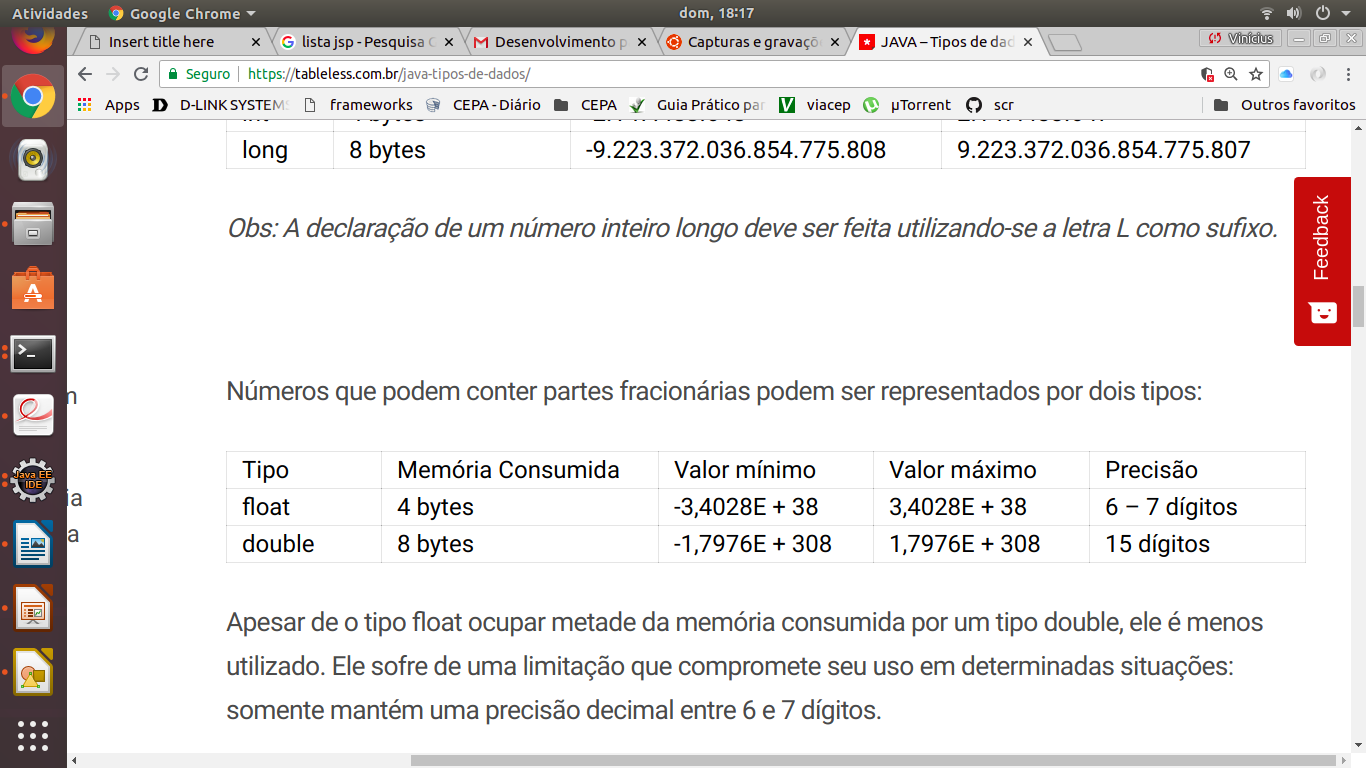 Atividades Google Chrome dom, 18:17
Insert title here lista jsp - Pesquisa Desenvolvimento p Capturas e gravaçõ JAVA – Tipos de dad Vinícius
Seguro https://tableless.com.br/java-tipos-de-dados/
Apps D-LINK SYSTEMS frameworks CEPA - Diário CEPA Guia Prático par viacep µTorrent scr Outros favoritos
long 8 bytes -9.223.372.036.854.775.808 9.223.372.036.854.775.807
Obs: A declaração de um número inteiro longo deve ser feita utilizando-se a letra L como sufixo.
Feedback
Números que podem conter partes fracionárias podem ser representados por dois tipos:
Tipo Memória Consumida Valor mínimo Valor máximo Precisão
float 4 bytes -3,4028E + 38 3,4028E + 38 6 – 7 dígitos
double 8 bytes -1,7976E + 308 1,7976E + 308 15 dígitos
Java EE
IDE
ia
a
Apesar de o tipo float ocupar metade da memória consumida por um tipo double, ele é menos
utilizado. Ele sofre de uma limitação que compromete seu uso em determinadas situações:
somente mantém uma precisão decimal entre 6 e 7 dígitos.